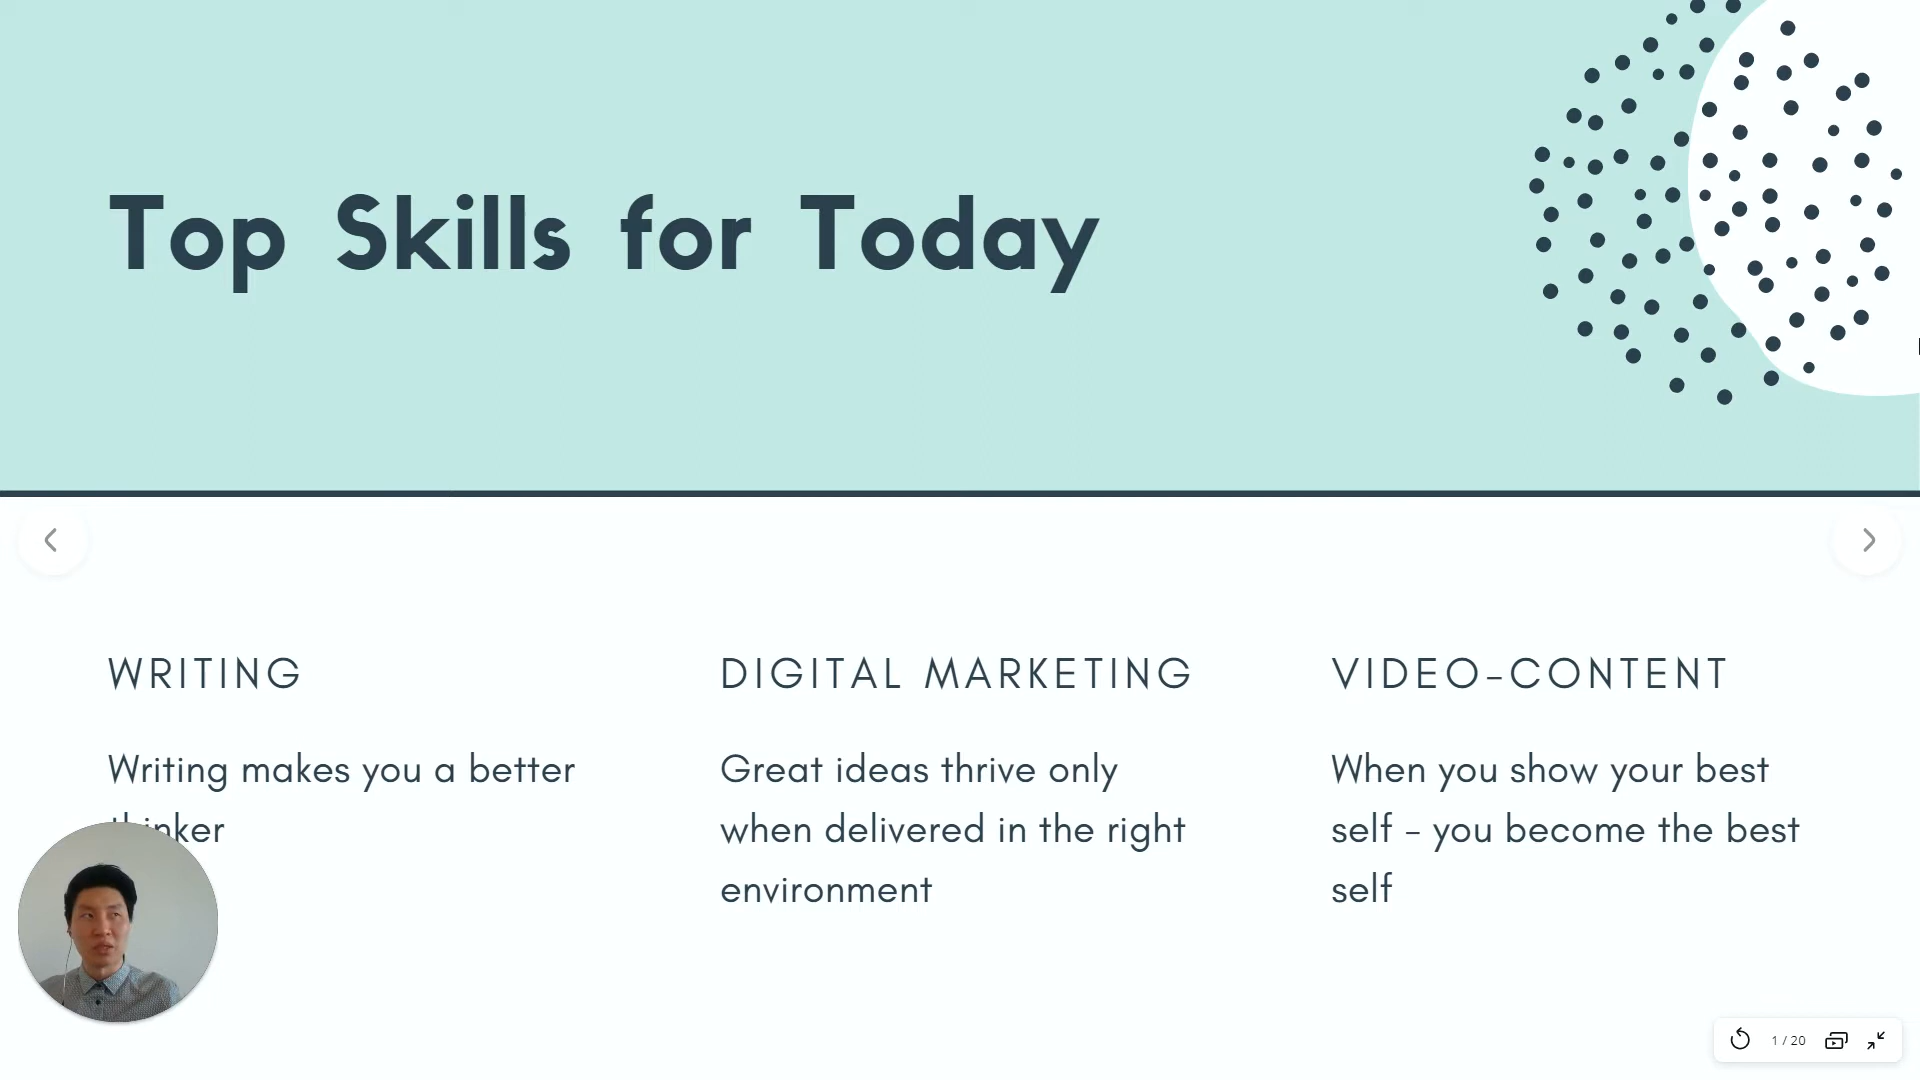 Top Skills for Today
WRITING
Writing makes you a better
thinker
DIGITAL MARKETING
Great ideas thrive only
when delivered in the right
environment
VIDEO-CONTENT
When you show your best
self – you become the best
self
1 / 20